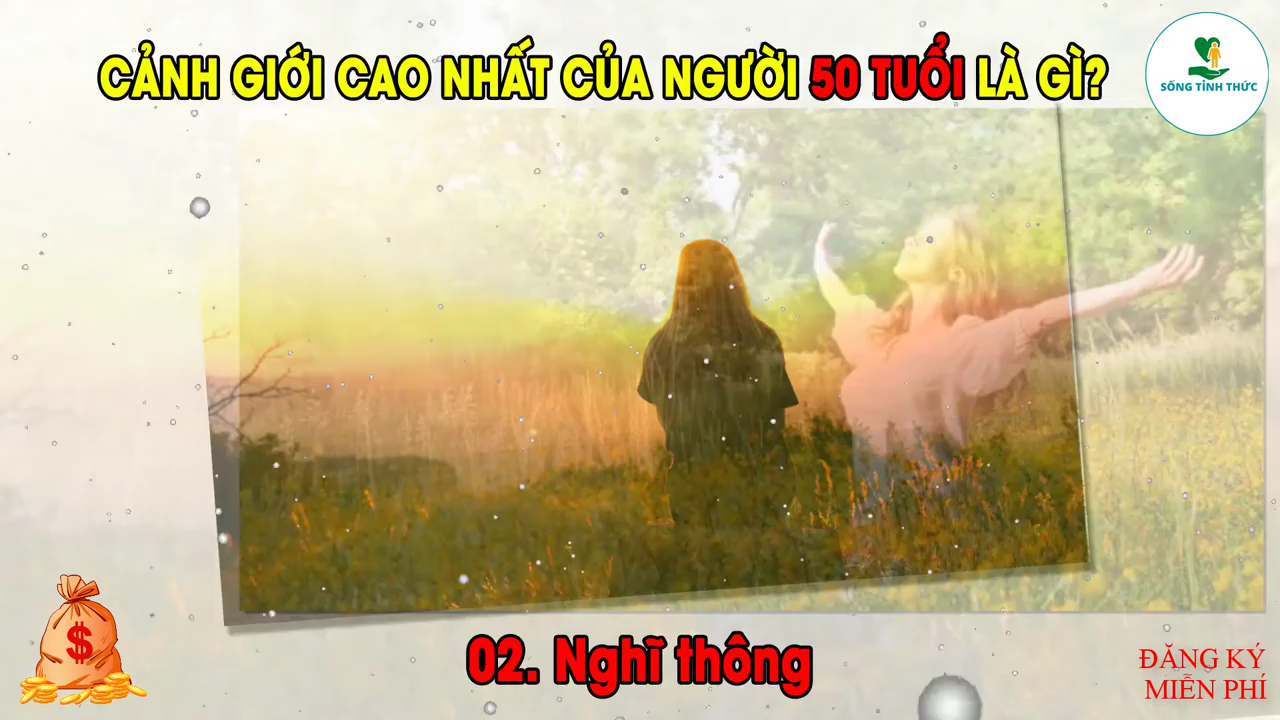 CẢNH GIỚI CAO NHẤT CỦA NGƯỜI 50 TUỔI LÀ GÌ?
SỐNG TỈNH THỨC
$
02. Nghĩ thông
ĐĂNG KÝ
MIỄN PHÍ